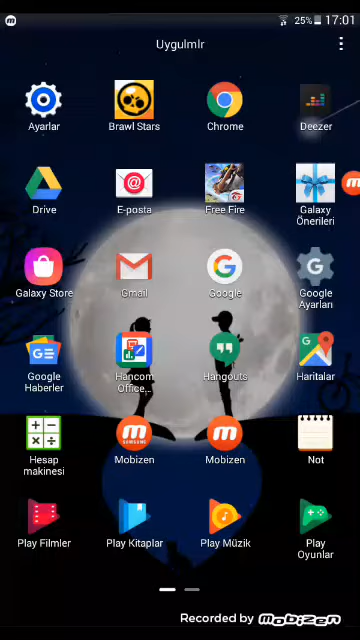 25% 17:01
Uygulmlr
Ayarlar
Brawl Stars
Chrome
Deezer
Drive
E-posta
Free Fire
Galaxy
Önerileri
Galaxy Store
Gmail
Google
Google
Ayarları
Google
Haberler
Hancom
Office,..
Hangouts
Haritalar
Hesap
makinesi
SAMSUNG
Mobizen
Mobizen
Not
Play Filmler
Play Kitaplar
Play Müzik
Play
Oyunlar
Recorded by Mobizen